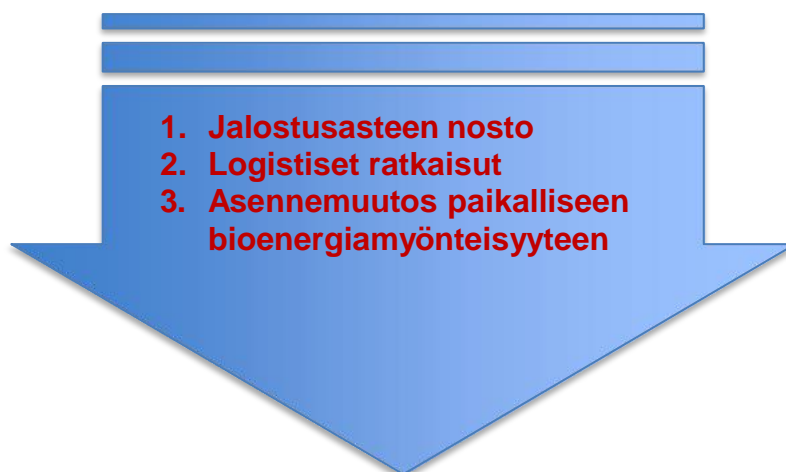 1. Jalostusasteen nosto
2. Logistiset ratkaisut
3. Asennemuutos paikalliseen
bioenergiamyönteisyyteen